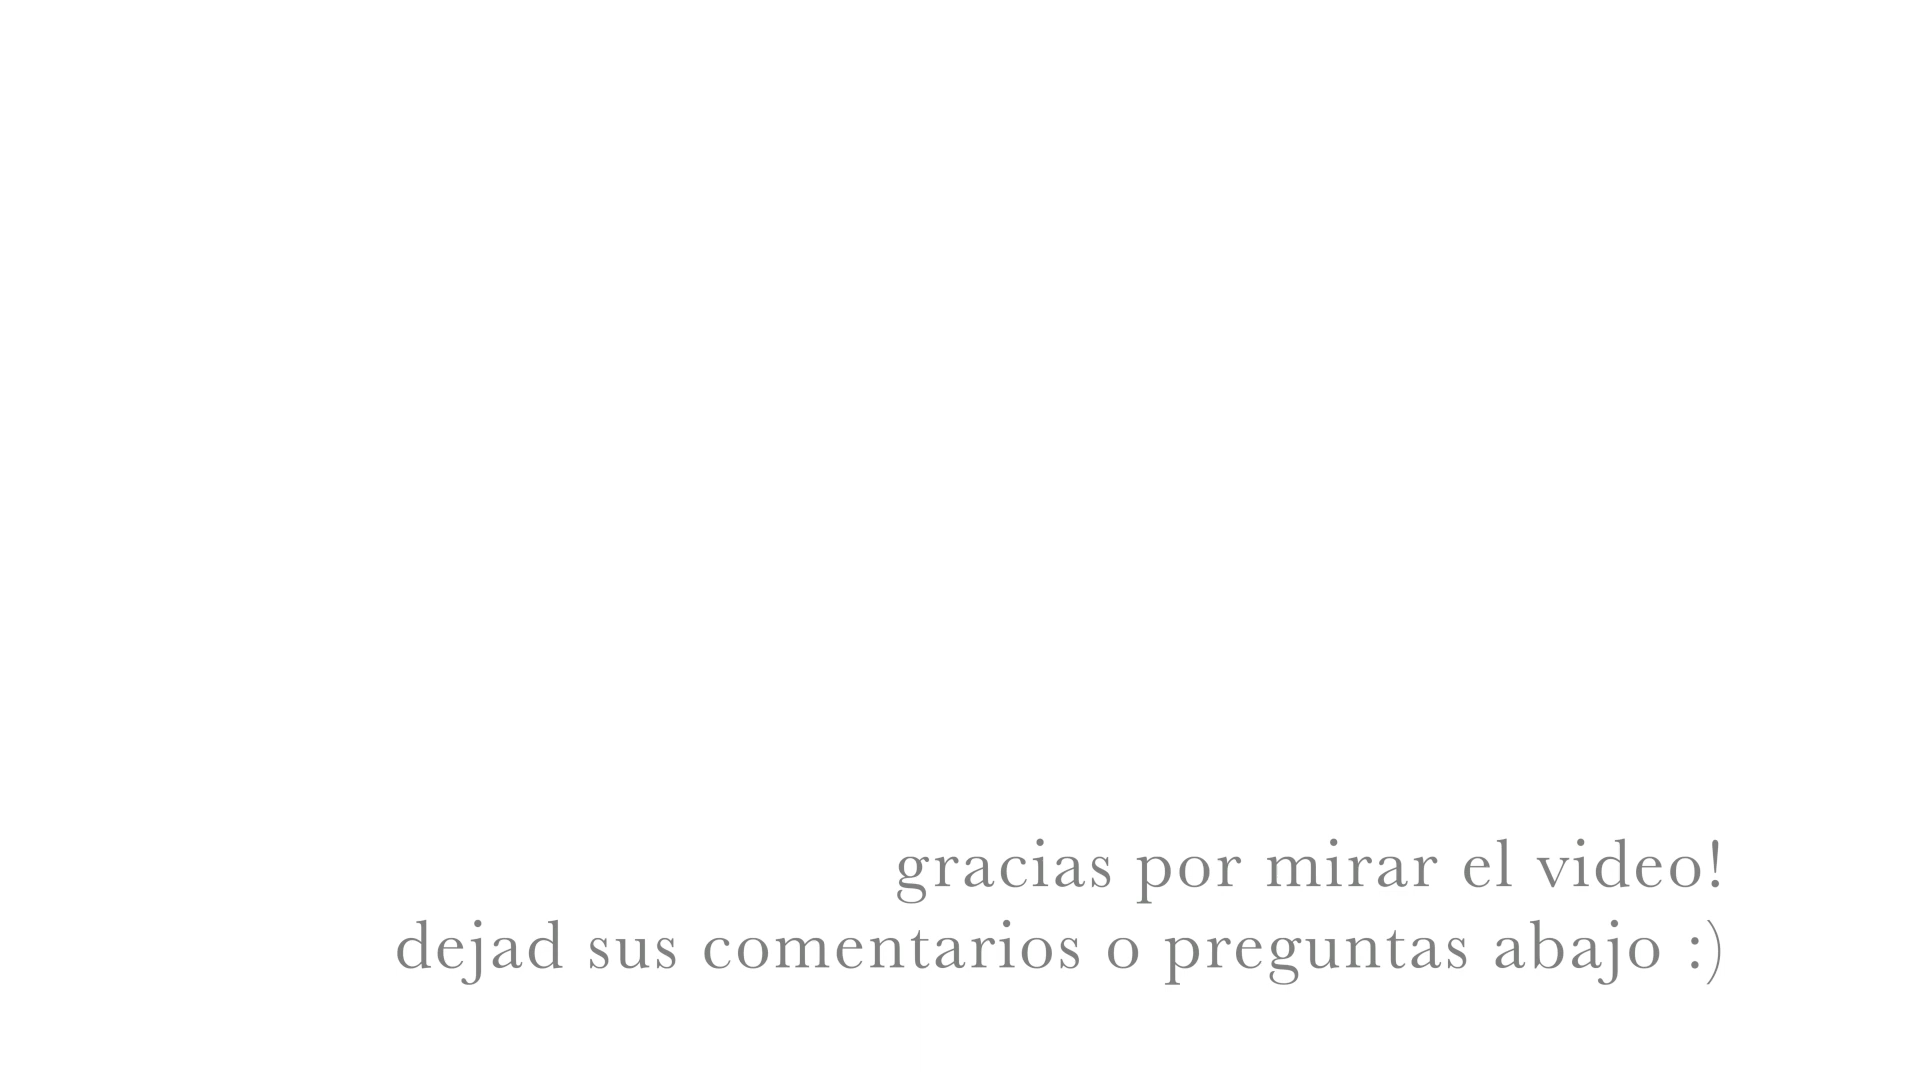 gracias por mirar el video!
dejad sus comentarios o preguntas abajo :)